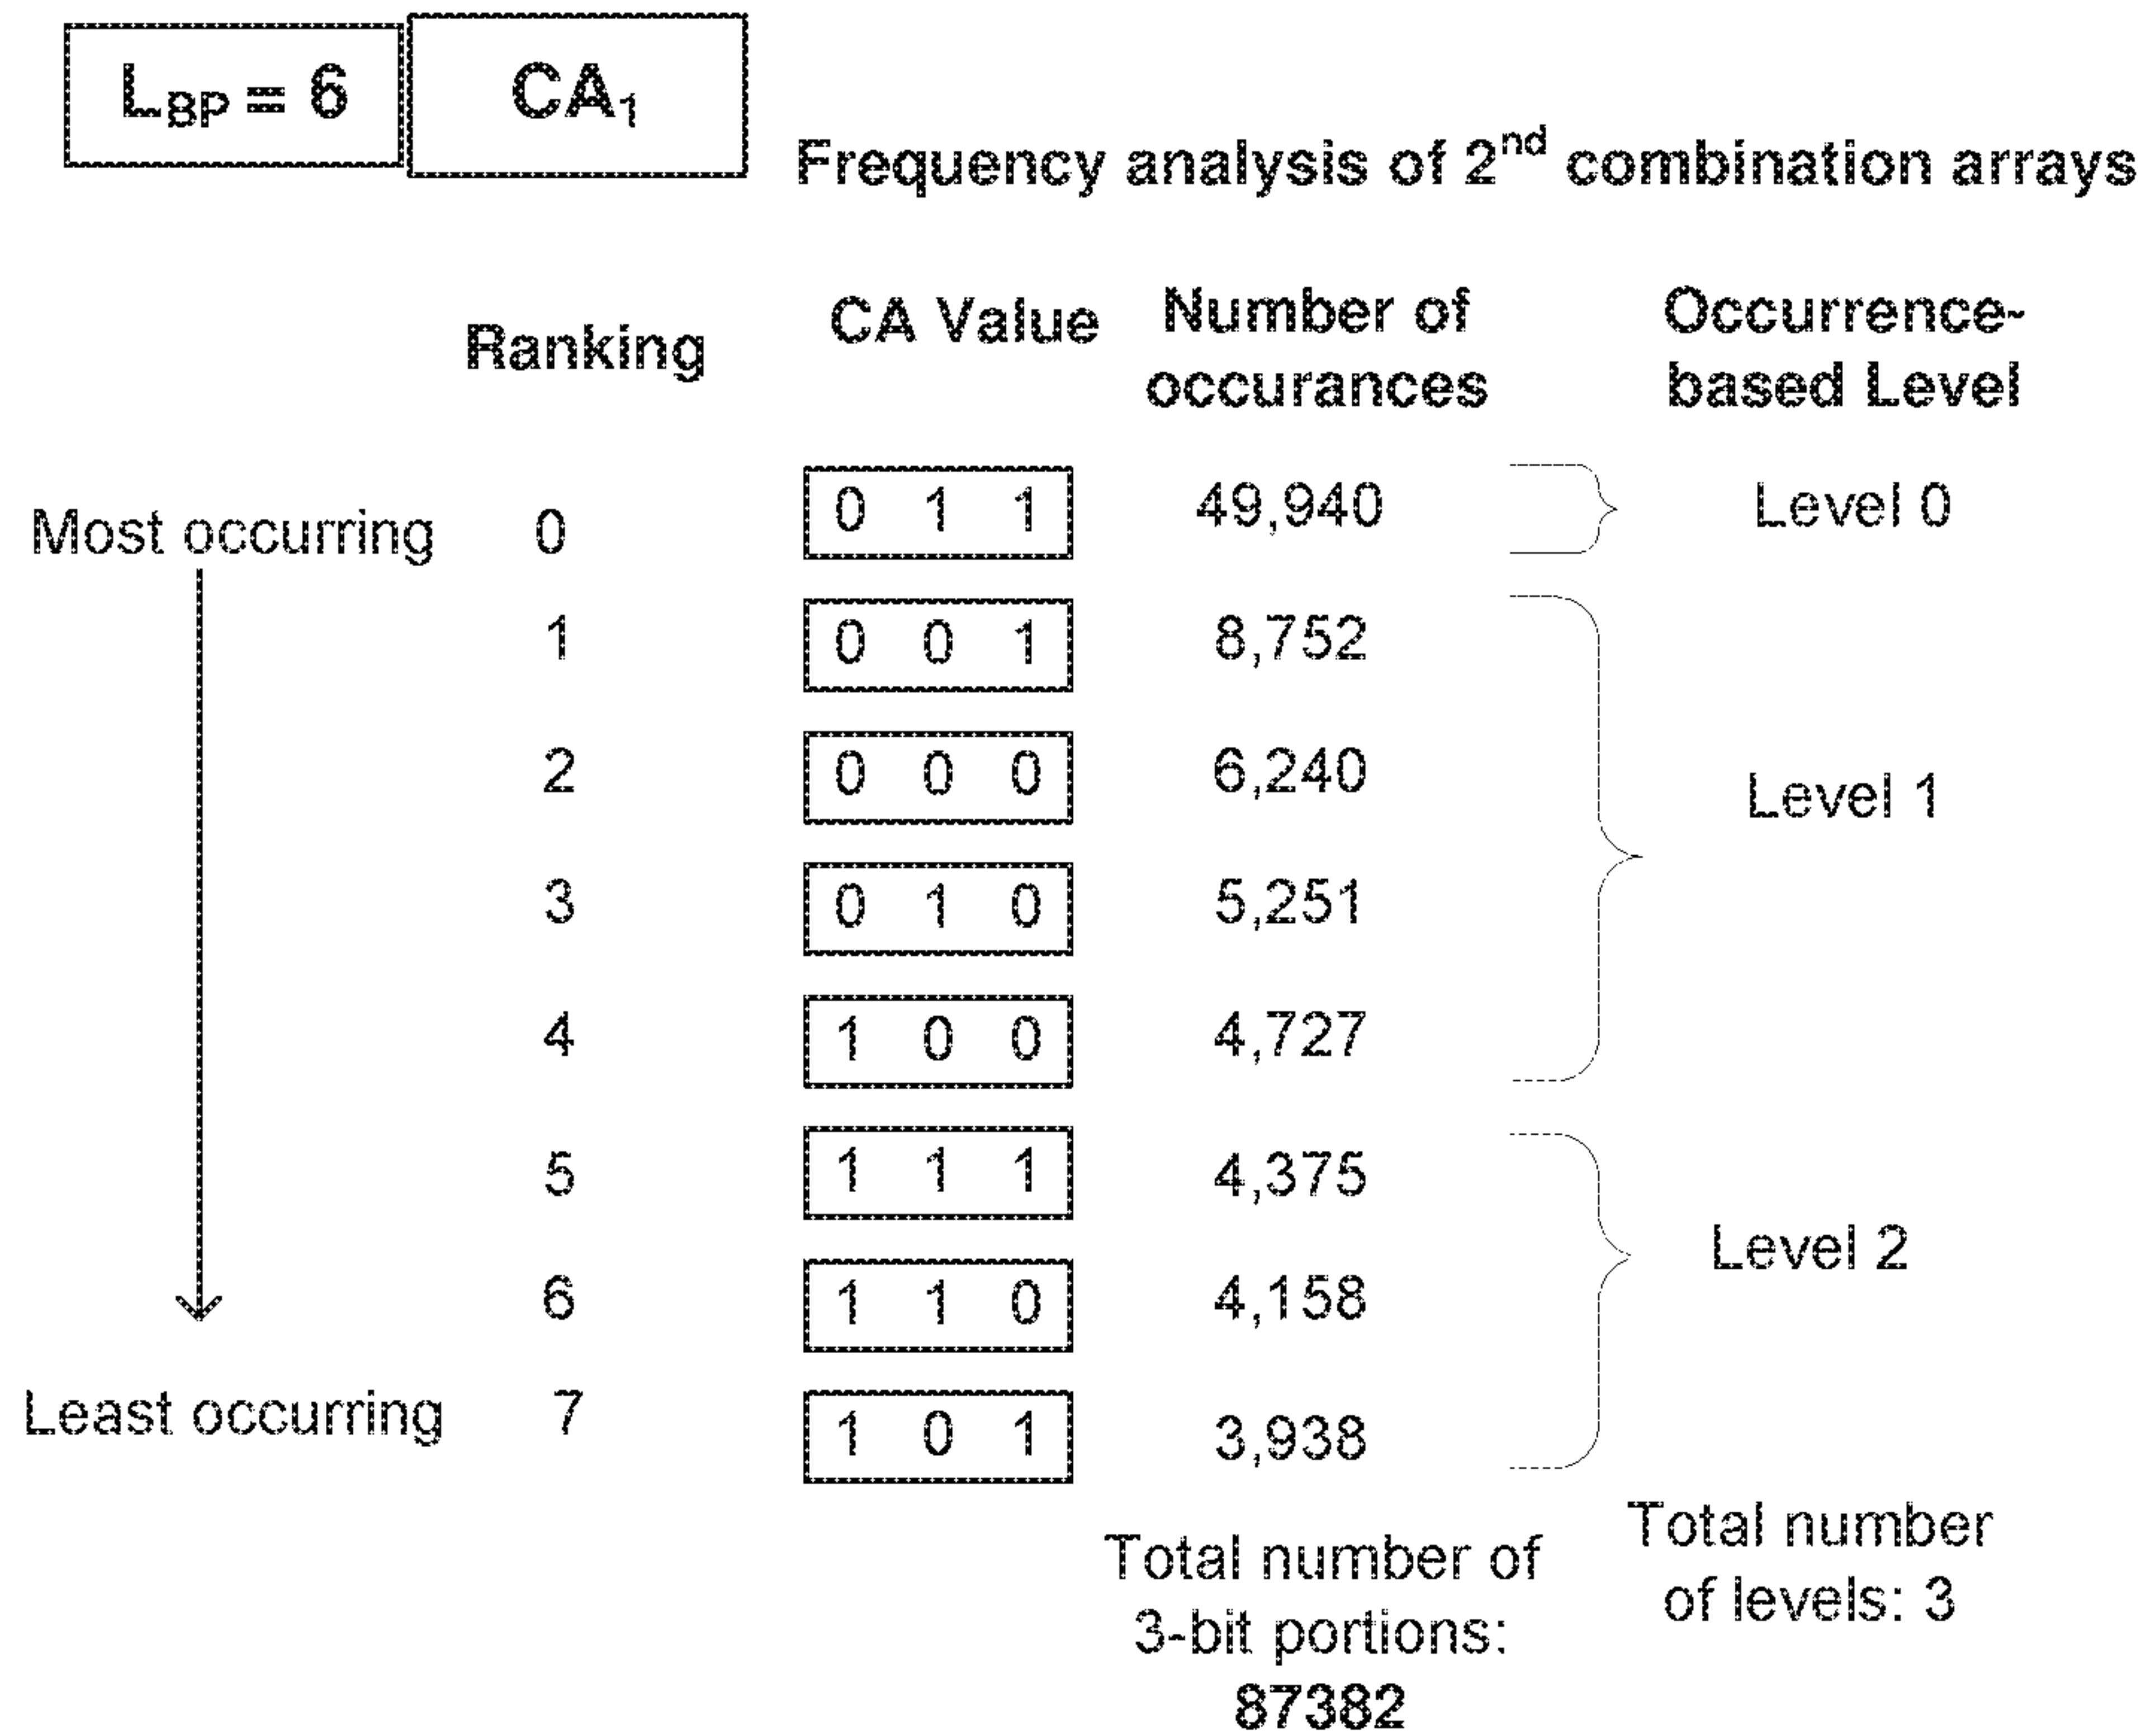 L_BP = 6 CA₁
Frequency analysis of 2nd combination arrays
Ranking CA Value Number of occurances Occurrence-based Level
Most occurring 0 0 1 1 49,940 Level 0
1 0 0 1 8,752
2 0 0 0 6,240 Level 1
3 0 1 0 5,251
4 1 0 0 4,727
5 1 1 1 4,375
6 1 1 0 4,158 Level 2
Least occurring 7 1 0 1 3,938
Total number of
3-bit portions:
87382
Total number
of levels: 3